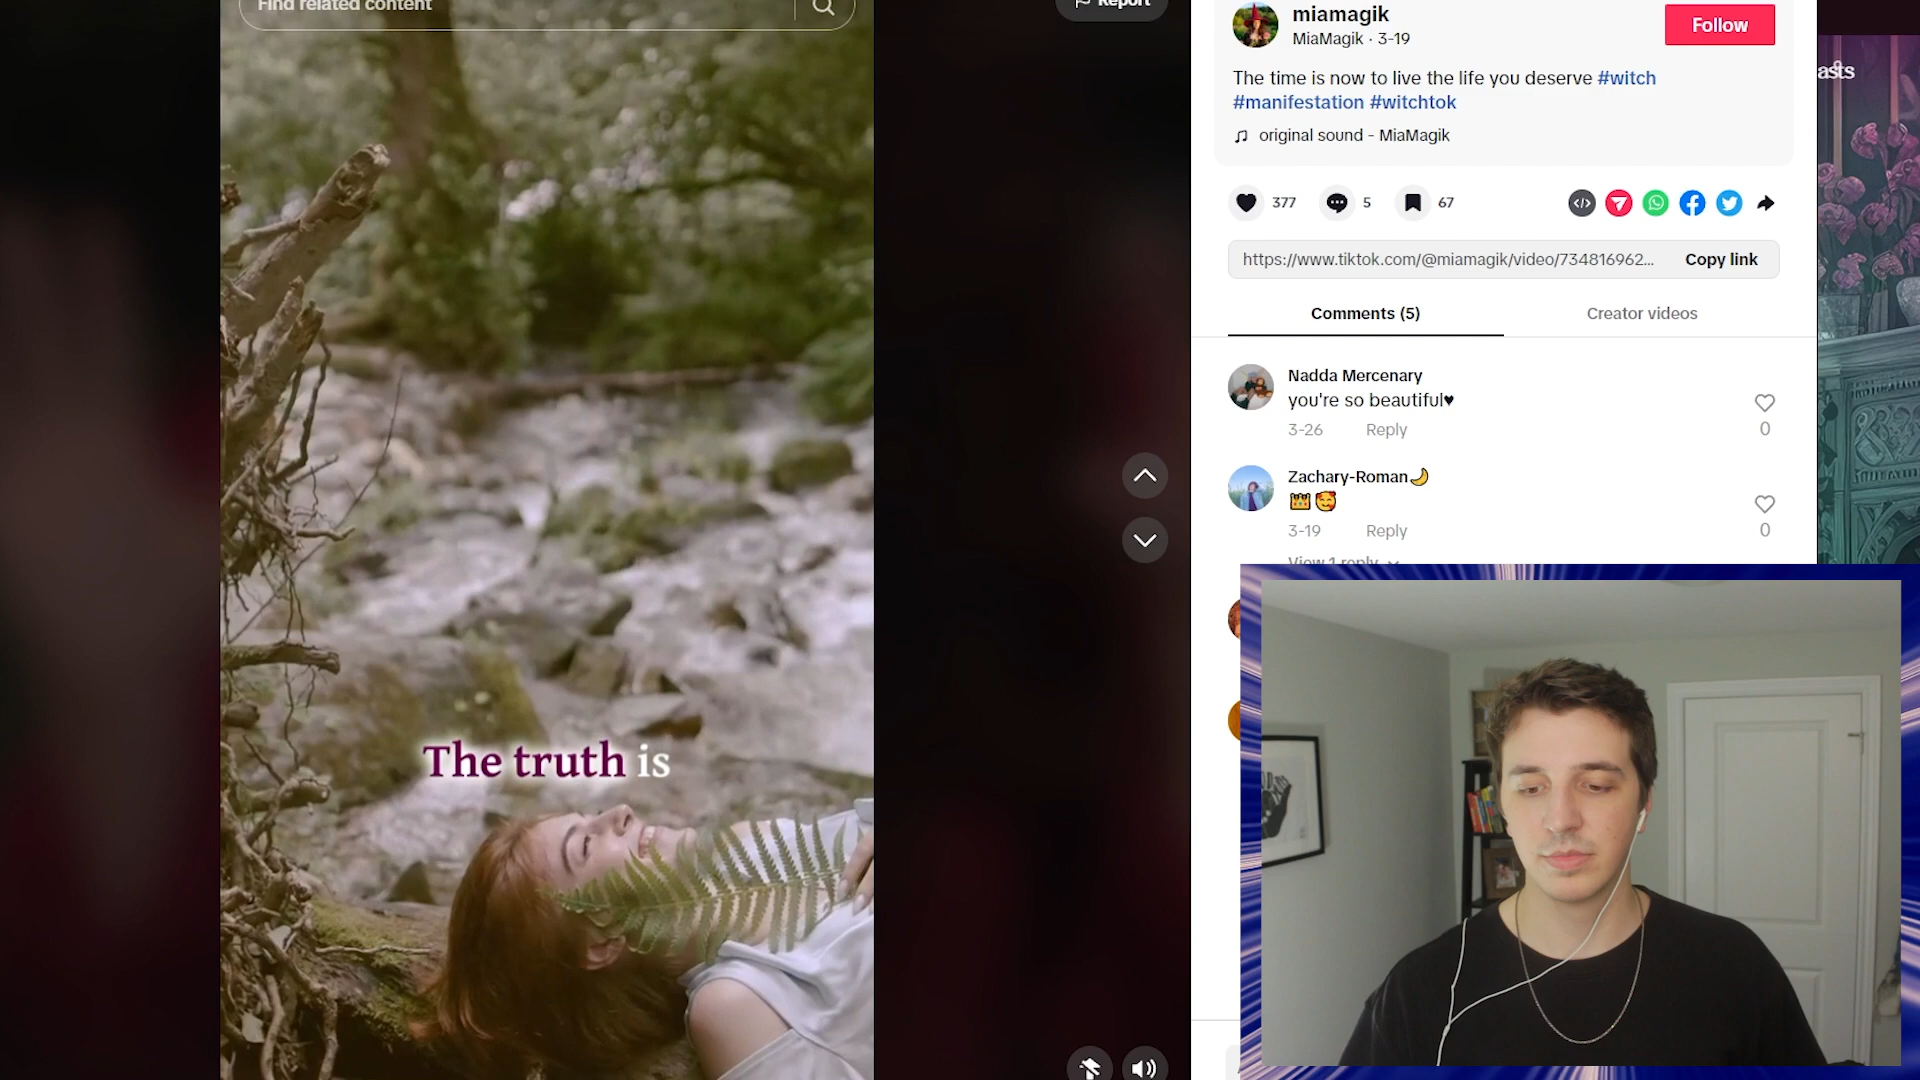 Find related content
Report
The truth is
miamagik
MiaMagik · 3-19
Follow
The time is now to live the life you deserve #witch
#manifestation #witchtok
original sound - MiaMagik
377
5
67
https://www.tiktok.com/@miamagik/video/734816962...
Copy link
Comments (5)
Creator videos
Nadda Mercenary
you're so beautiful♥
3-26
Reply
0
Zachary-Roman🌙
👑🥰
3-19
Reply
0
View 1 reply